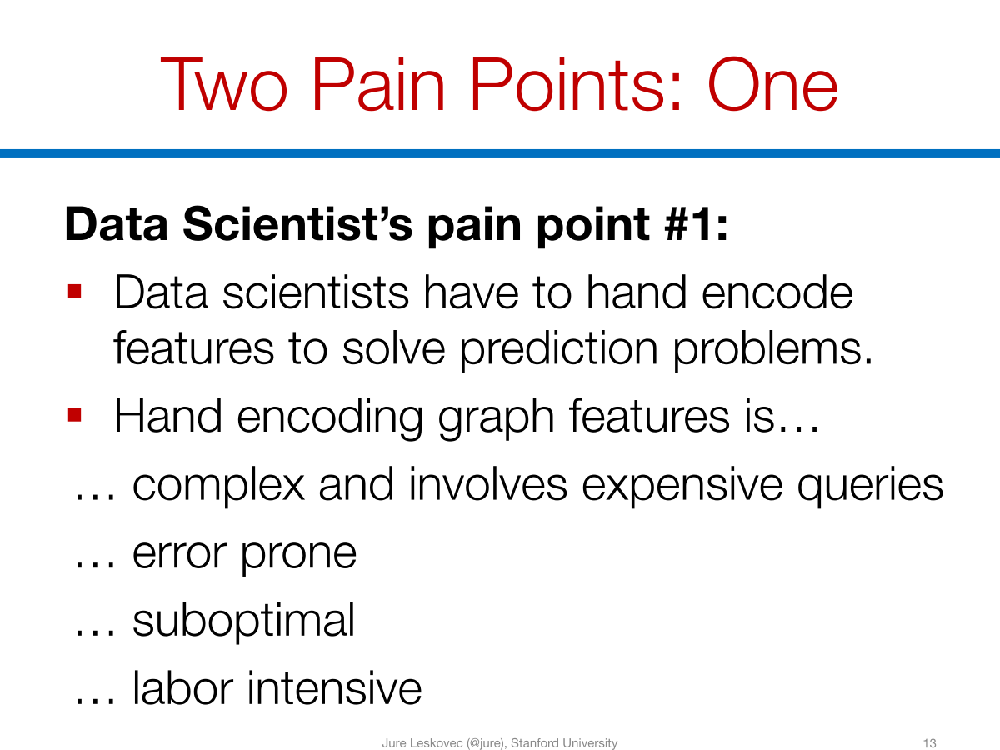 Two Pain Points: One
Data Scientist’s pain point #1:
▪ Data scientists have to hand encode
features to solve prediction problems.
▪ Hand encoding graph features is…
… complex and involves expensive queries
… error prone
… suboptimal
… labor intensive
Jure Leskovec (@jure), Stanford University
13